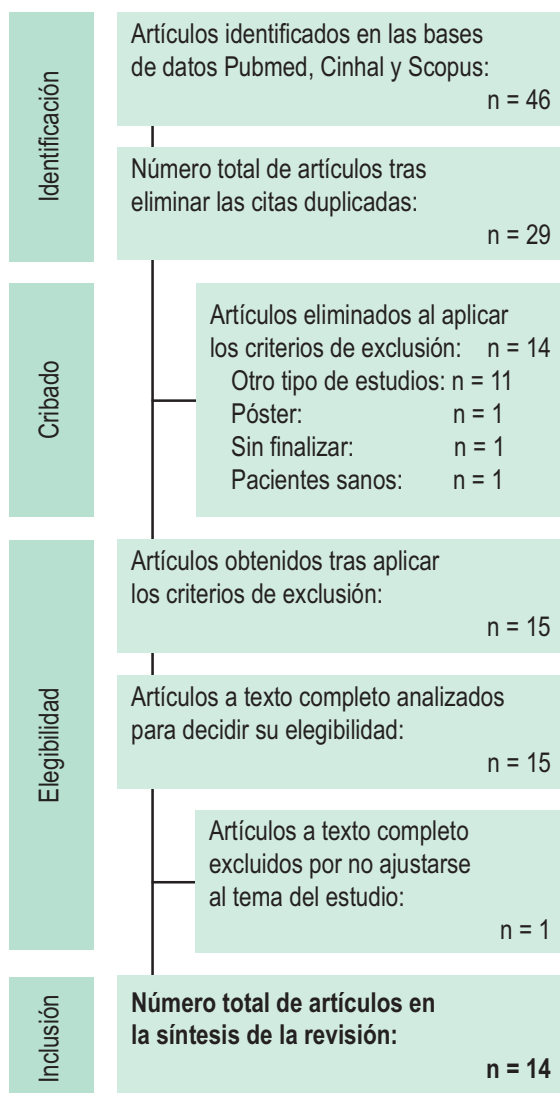 Identificación
Artículos identificados en las bases
de datos Pubmed, Cinhal y Scopus:
n = 46
Número total de artículos tras
eliminar las citas duplicadas:
n = 29
Cribado
Artículos eliminados al aplicar
los criterios de exclusión: n = 14
Otro tipo de estudios: n = 11
Póster: n = 1
Sin finalizar: n = 1
Pacientes sanos: n = 1
Elegibilidad
Artículos obtenidos tras aplicar
los criterios de exclusión:
n = 15
Artículos a texto completo analizados
para decidir su elegibilidad:
n = 15
Artículos a texto completo
excluidos por no ajustarse
al tema del estudio:
n = 1
Inclusión
Número total de artículos en
la síntesis de la revisión:
n = 14